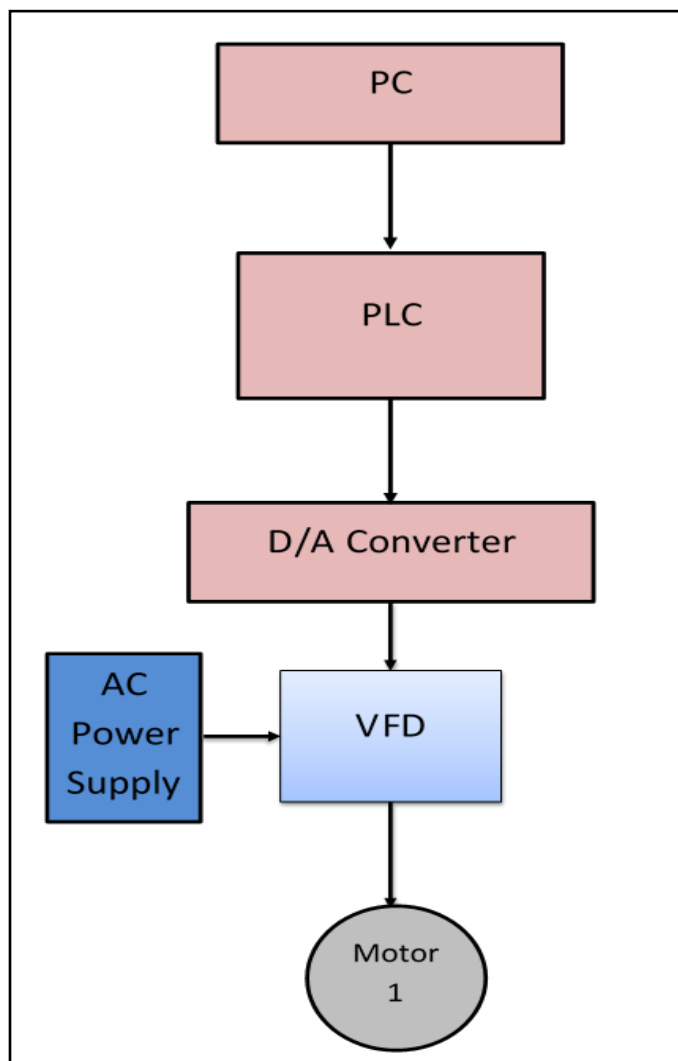 PC
PLC
D/A Converter
AC
Power
Supply
VFD
Motor
1